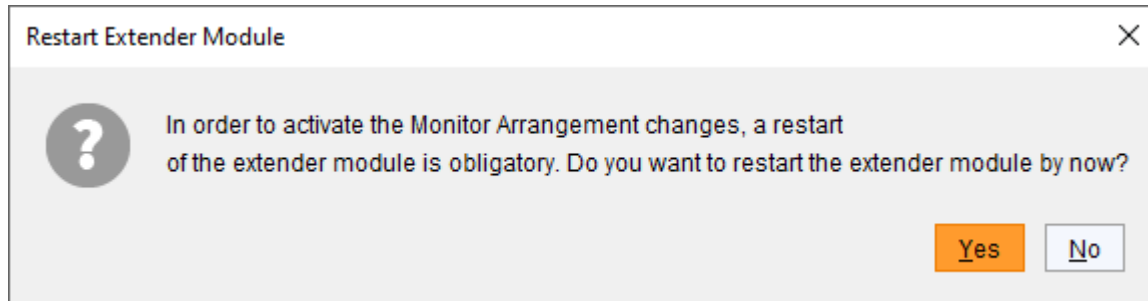 Restart Extender Module
In order to activate the Monitor Arrangement changes, a restart
of the extender module is obligatory. Do you want to restart the extender module by now?
Yes No